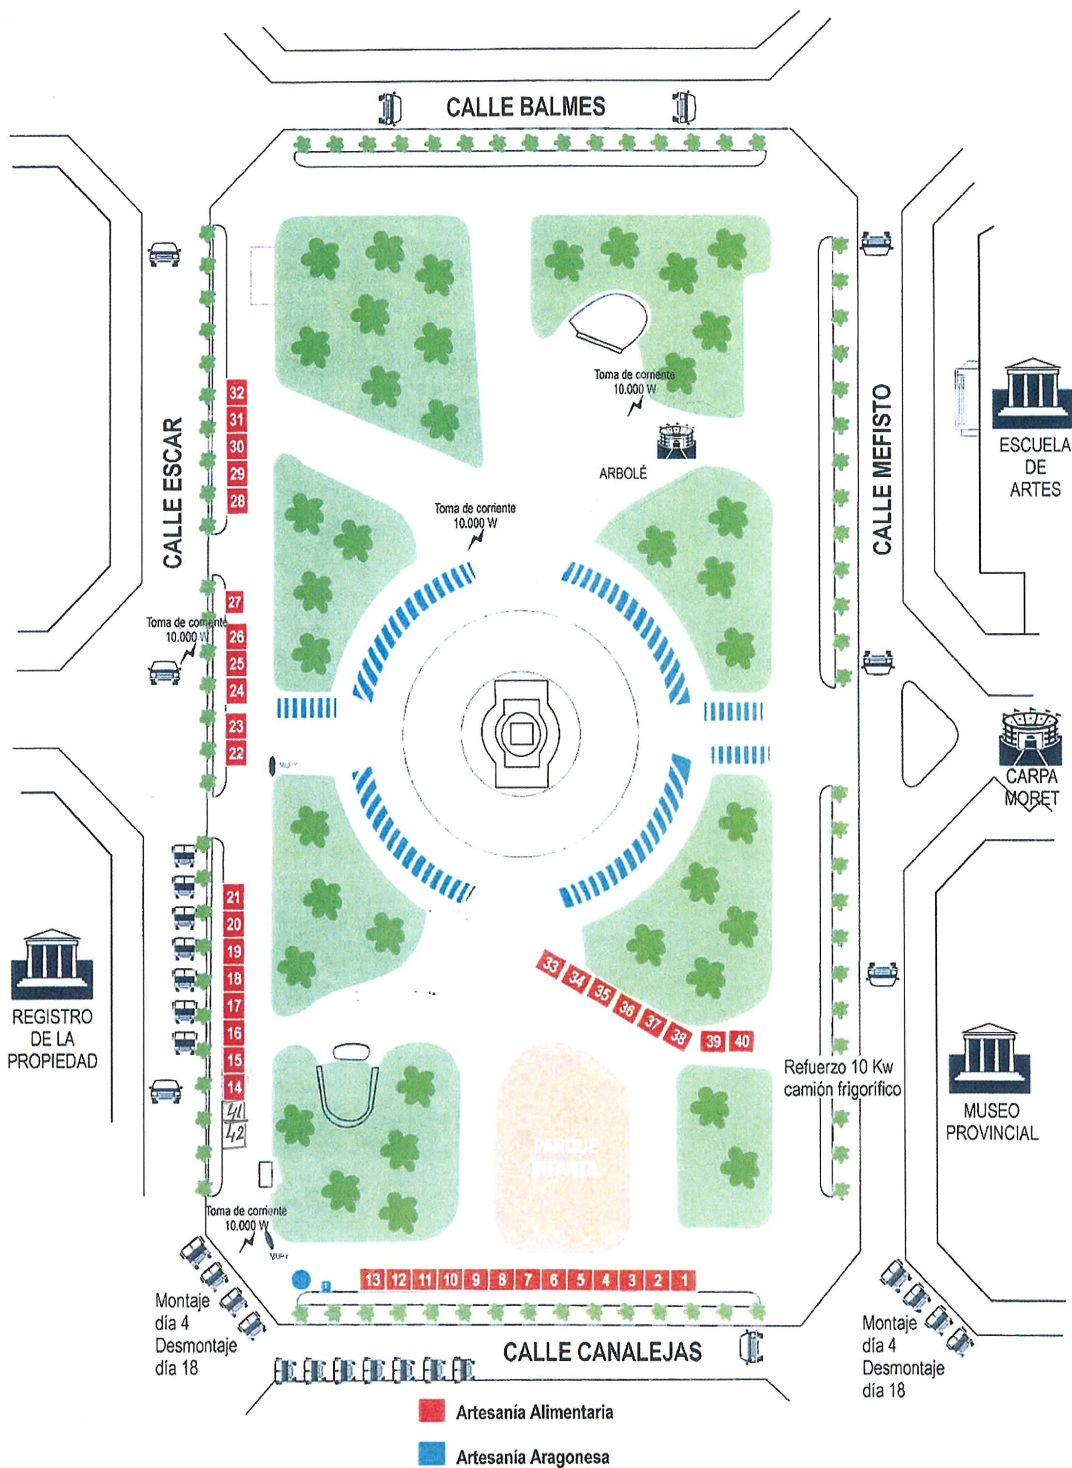 CALLE BALMES
Toma de corriente
10.000 W
ARBOLÉ
CALLE ESCAR
CALLE MEFISTO
ESCUELA
DE
ARTES
32
31
30
29
28
Toma de corriente
10.000 W
27
Toma de corriente
10.000 W
26
25
24
23
22
MUPY
CARPA
MORET
21
20
19
18
17
16
15
14
41
42
REGISTRO
DE LA
PROPIEDAD
33
34
35
36
37
38
39
40
Refuerzo 10 Kw
camión frigorífico
MUSEO
PROVINCIAL
PARQUE
INFANTIL
Toma de corriente
10.000 W
MUPY
13
12
11
10
9
8
7
6
5
4
3
2
1
Montaje
día 4
Desmontaje
día 18
Montaje
día 4
Desmontaje
día 18
CALLE CANALEJAS
Artesanía Alimentaria
Artesanía Aragonesa